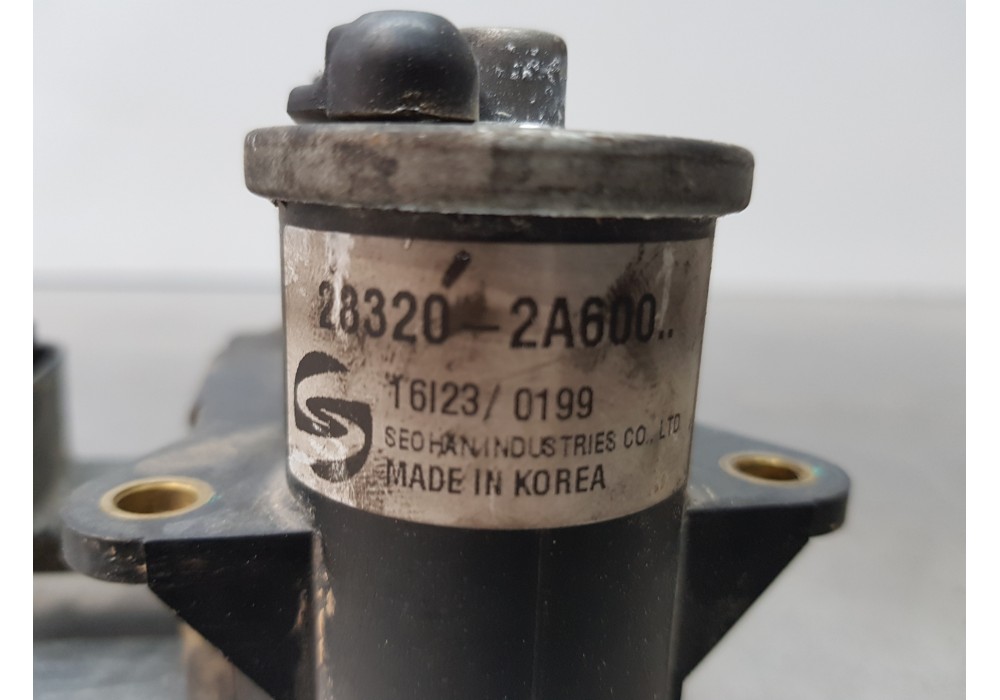 28320-2A600..
T6I23/0199
SEOHAN INDUSTRIES CO., LTD
MADE IN KOREA